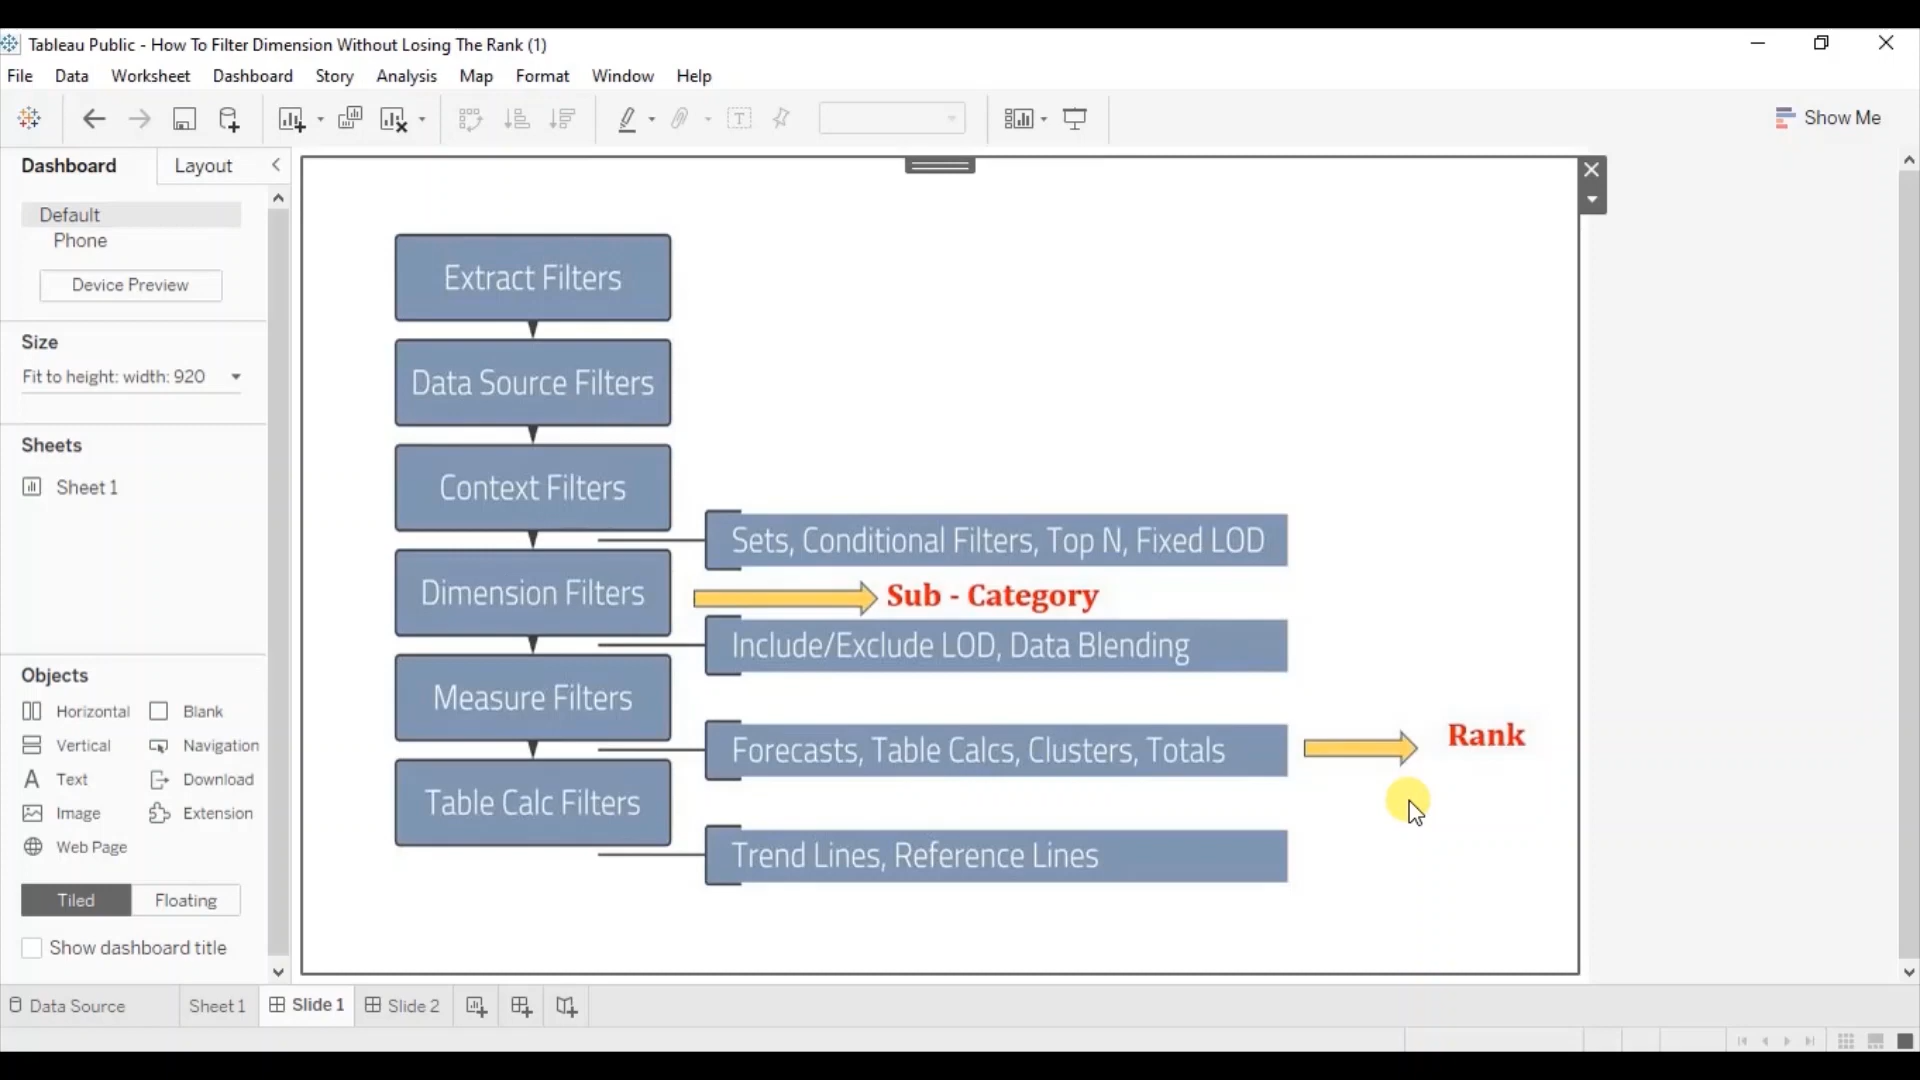 Tableau Public - How To Filter Dimension Without Losing The Rank (1)
File Data Worksheet Dashboard Story Analysis Map Format Window Help
Show Me
Dashboard Layout
Default
Phone
Device Preview
Size
Fit to height: width: 920
Sheets
Sheet 1
Objects
Horizontal Blank
Vertical Navigation
Text Download
Image Extension
Web Page
Tiled Floating
Show dashboard title
Extract Filters
Data Source Filters
Context Filters
Sets, Conditional Filters, Top N, Fixed LOD
Dimension Filters
Sub - Category
Include/Exclude LOD, Data Blending
Measure Filters
Forecasts, Table Calcs, Clusters, Totals
Rank
Table Calc Filters
Trend Lines, Reference Lines
Data Source Sheet 1 Slide 1 Slide 2